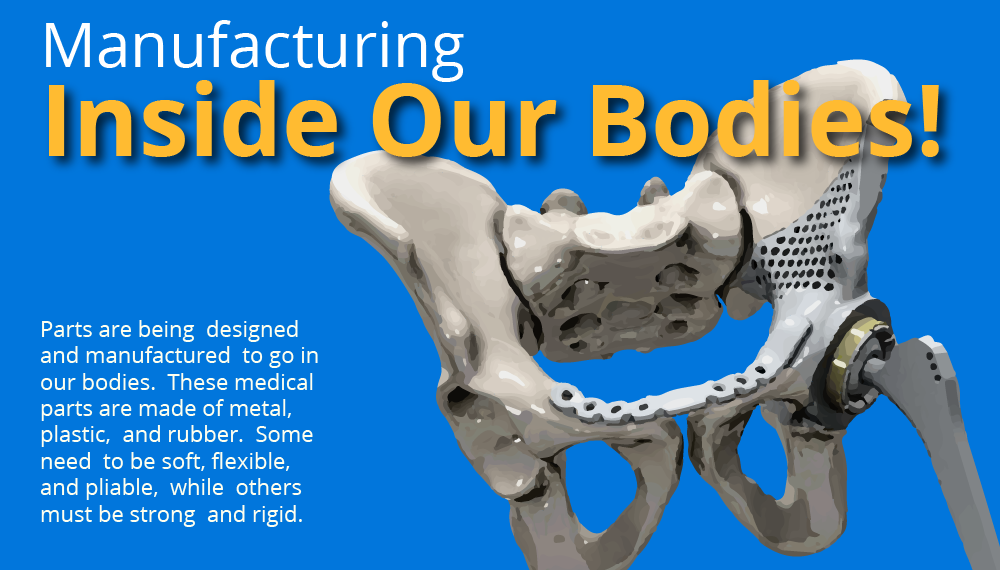 Manufacturing
Inside Our Bodies!
Parts are being designed
and manufactured to go in
our bodies. These medical
parts are made of metal,
plastic, and rubber. Some
need to be soft, flexible,
and pliable, while others
must be strong and rigid.